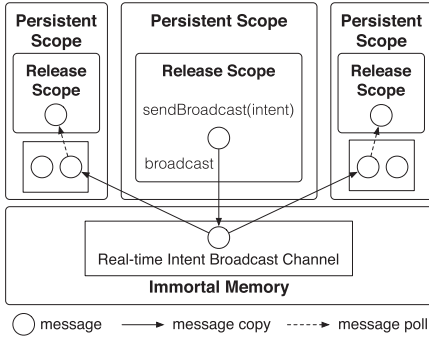 Persistent
Scope
Release
Scope
Persistent Scope
Release Scope
sendBroadcast(intent)
broadcast
Persistent
Scope
Release
Scope
Real-time Intent Broadcast Channel
Immortal Memory
message
message copy
message poll